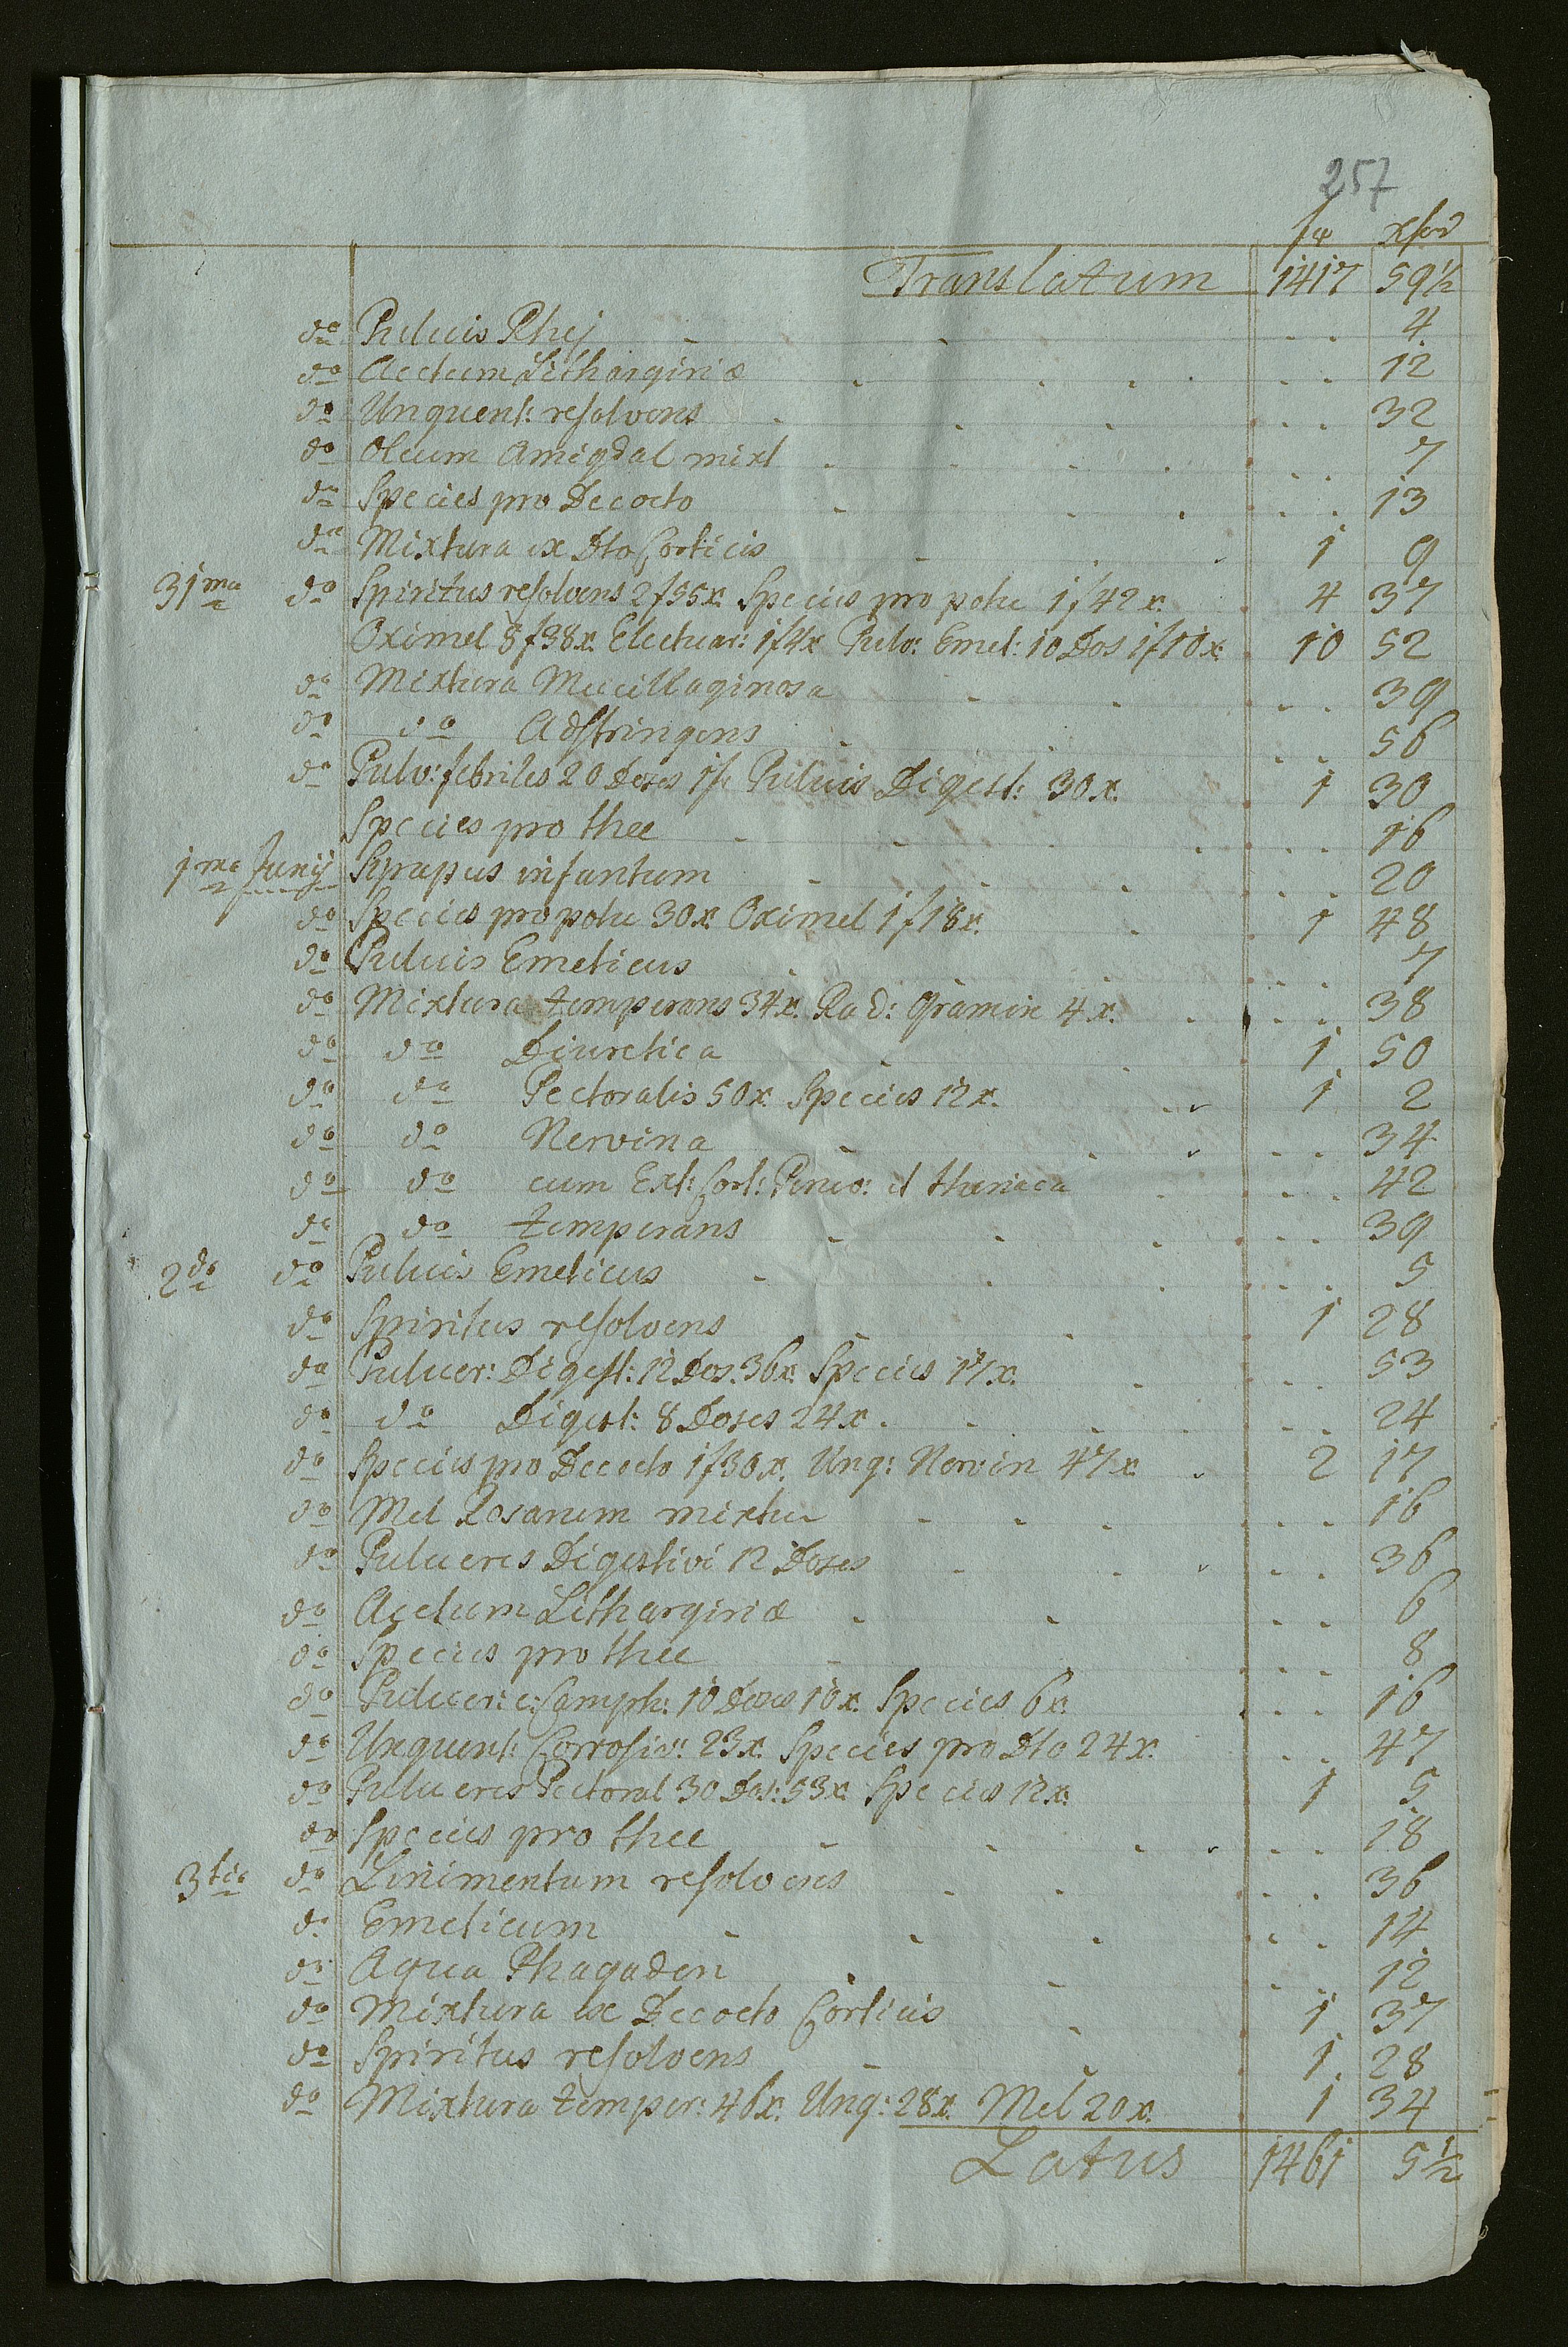 257
f xfer
Translatum 1417 59½
do Pulvis Rhej 4
do Acetum Lithargiriæ 12
do Unguent: resolvens 32
do Oleum Amigdal mixt 7
do Species pro Decocto 13
do Mixtura ex Dto Corticis 1 9
31ma do Spiritus resolvens 2f55x. Species pro potu 1f42x. 4 37
Oximel 8f38x. Electuar: 1f4x Pulv: Emet: 10 Dos 1f10x. 10 52
do Mixtura Mucillaginosa 39
do do Adstringens 56
do Pulv: febriles 20 Doses 1f Pulvis Digest: 30x. 1 30
Species pro thee 16
1ma Junij Syrupus infantum 20
do Species pro potu 30x. Oximel 1f18x. 1 48
do Pulvis Emeticus 7
do Mixtura temperans 34x. Rad: Gramin 4x. 38
do do Diuretica 1 50
do do Pectoralis 50x. Species 12x. 1 2
do do Nervina 34
do do cum Ext: Cort: Peruv: et theriaca 42
do do temperans 39
2da do Pulvis Emeticus 5
do Spiritus resolvens 1 28
do Pulver: Digest: 12 Dos. 36x. Species 17x. 53
do do Digest: 8 Doses 24x. 24
do Species pro Decocto 1f30x. Ung: Nervin 47x 2 17
do Mel Rosarum mixtu 16
do Pulveres Digestivi 12 Doses 36
do Acetum Lithargiriæ 6
do Species pro thee 8
do Pulver: c: Camph: 10 Doses 10x. Species 6x. 16
do Unguent: Corrosiv: 23x. Species pro Dto 24x. 47
do Pulveres Pectoral 30 Dos: 53x. Species 12x. 1 5
do Species pro thee 18
3tia do Linimentum resolvens 36
do Emeticum 14
do Aqua Phagaden 12
do Mixtura ex Decocto Corticis 1 37
do Spiritus resolvens 1 28
do Mixtura temper: 46x. Ung: 28x. Mel 20x. 1 34
Latus 1461 5½